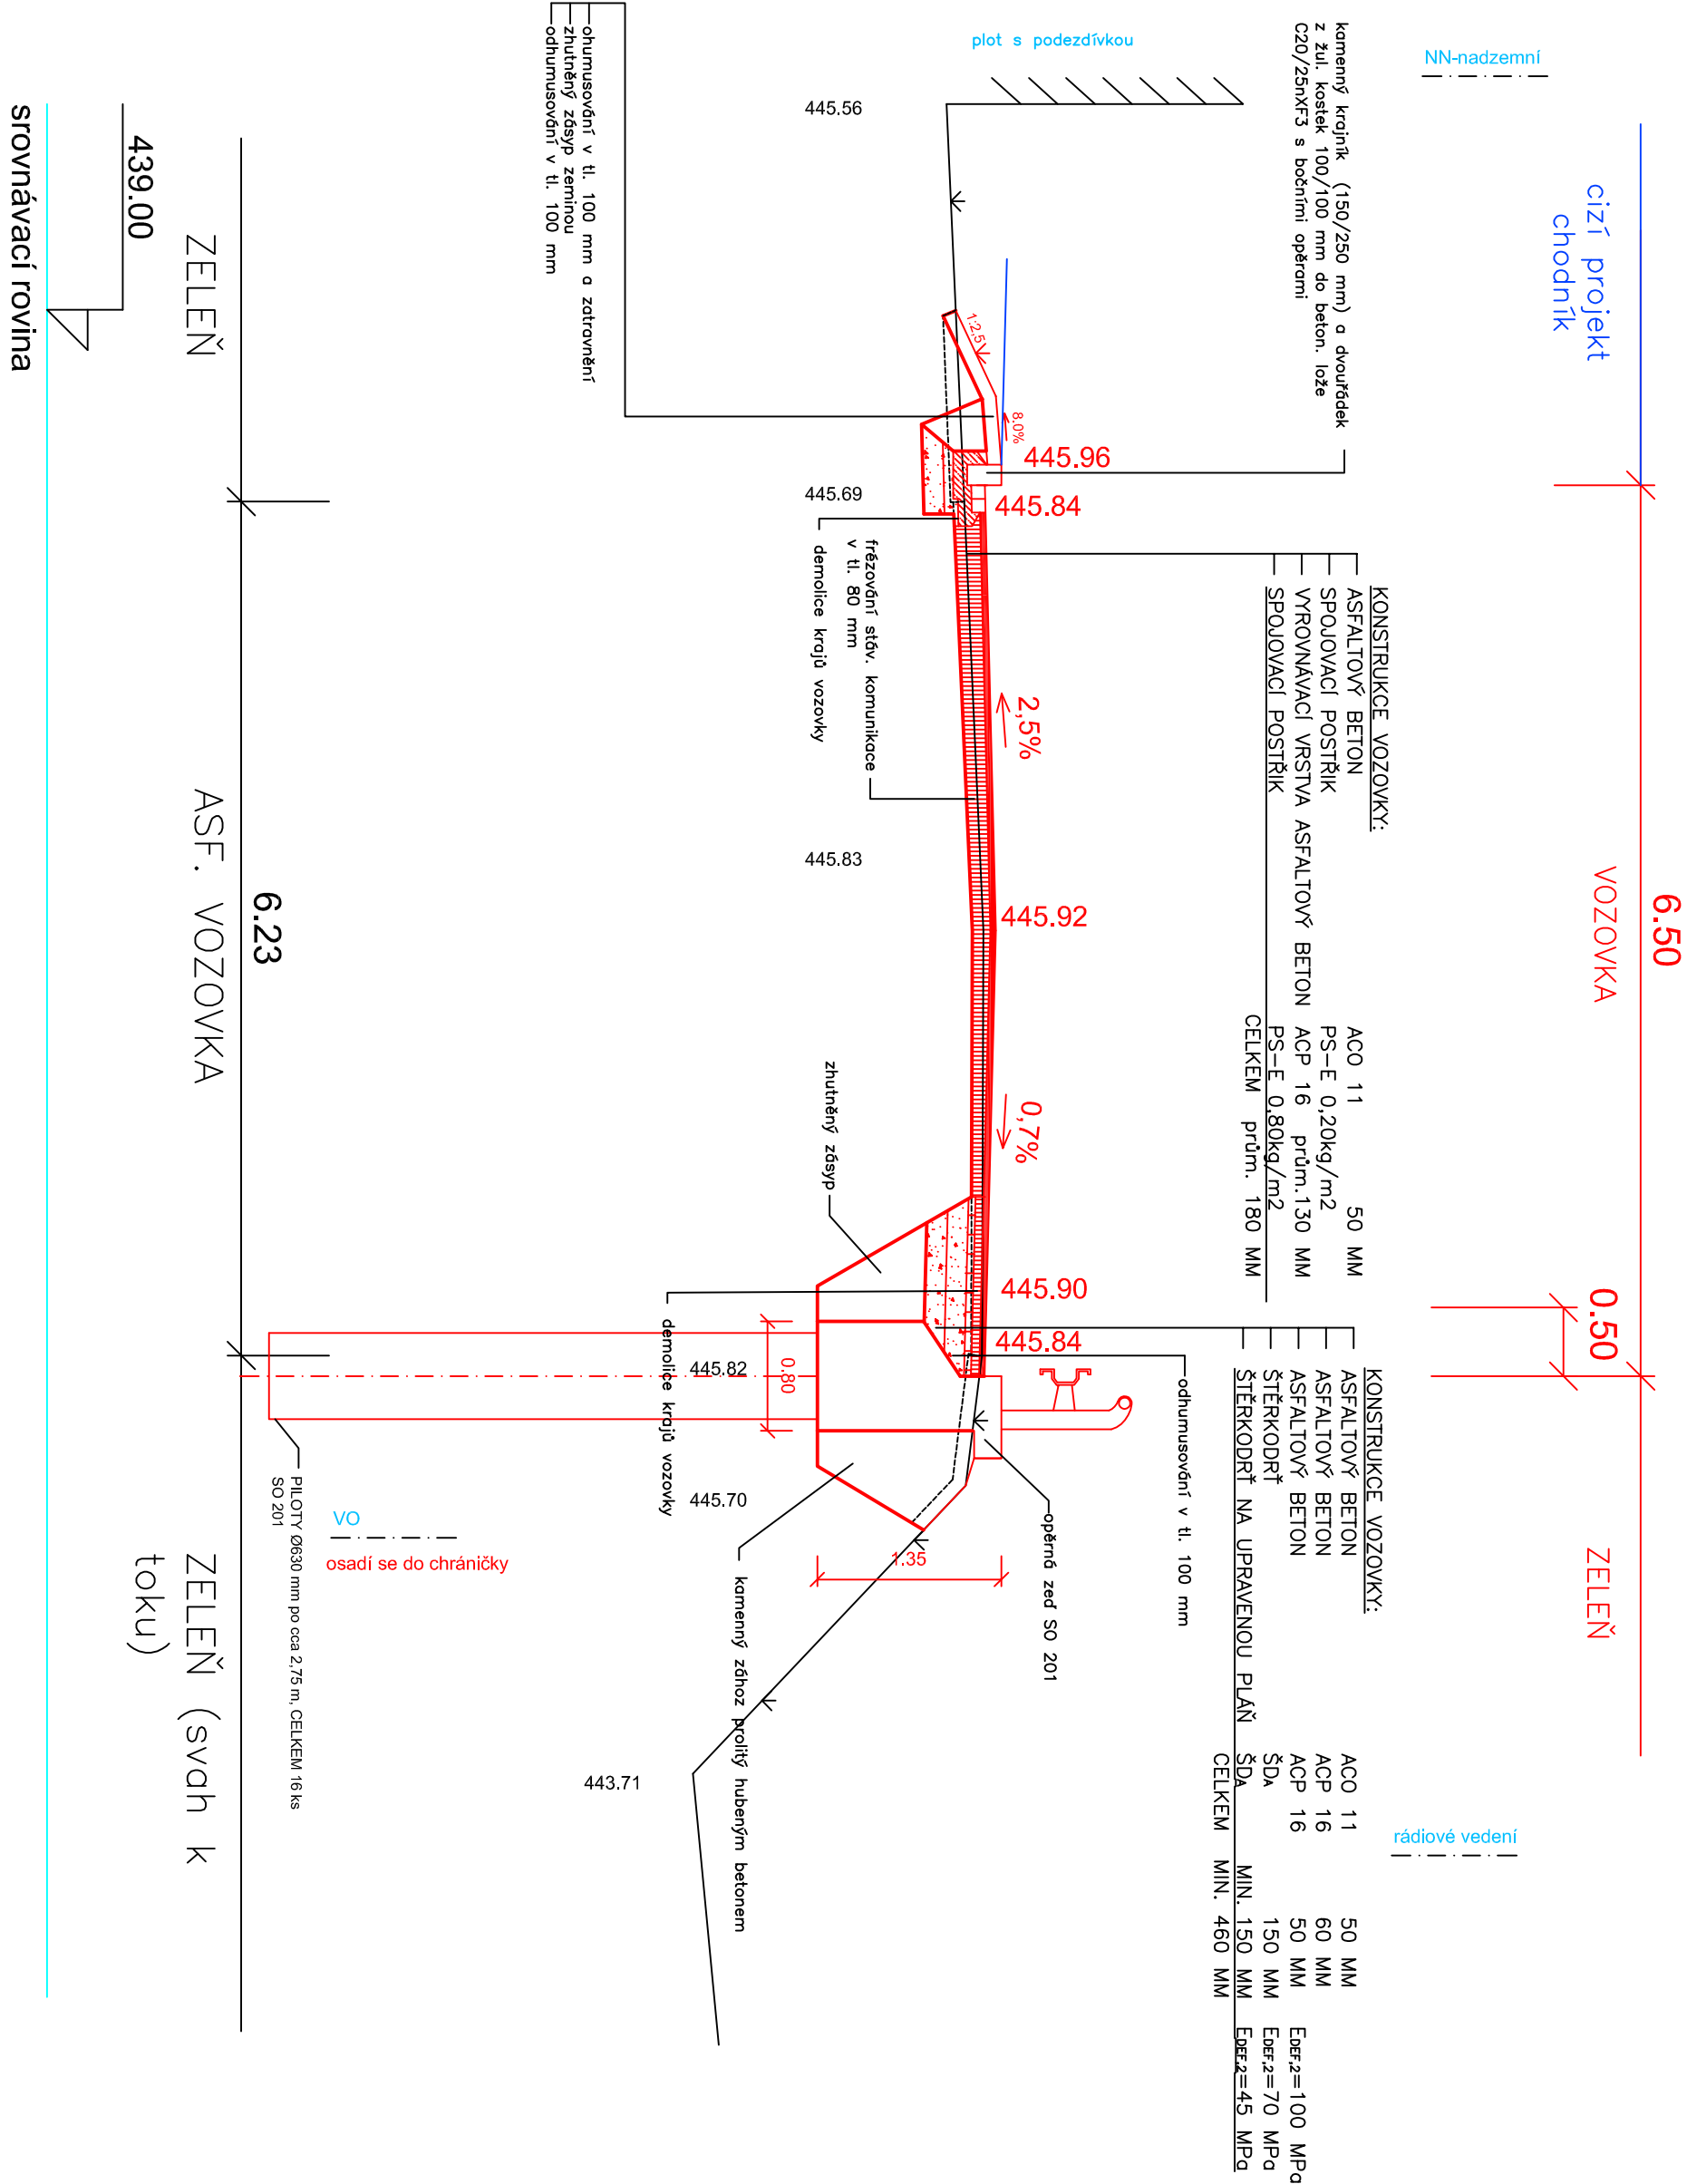 NN-nadzemní
plot s podezdívkou
cizí projekt
chodník
kamenný krajník (150/250 mm) a dvouřádek
z žul. kostek 100/100 mm do beton. lože
C20/25nXF3 s bočními opěrami
6.50
VOZOVKA
0.50
ZELEŇ
KONSTRUKCE VOZOVKY:
ASFALTOVÝ BETON ACO 11 50 MM
SPOJOVACÍ POSTŘIK PS-E 0,20kg/m2
VYROVNÁVACÍ VRSTVA ASFALTOVÝ BETON ACP 16 prům.130 MM
SPOJOVACÍ POSTŘIK PS-E 0,80kg/m2
CELKEM prům. 180 MM
KONSTRUKCE VOZOVKY:
ASFALTOVÝ BETON ACO 11 50 MM
ASFALTOVÝ BETON ACP 16 60 MM
ASFALTOVÝ BETON ACP 16 50 MM EDEF,2=100 MPa
ŠTĚRKODRŤ ŠDA 150 MM EDEF,2=70 MPa
ŠTĚRKODRŤ NA UPRAVENOU PLÁŇ ŠDA MIN. 150 MM EDEF,2=45 MPa
CELKEM MIN. 460 MM
rádiové vedení
odhumusování v tl. 100 mm
opěrná zeď SO 201
1:2,5
8.0%
445.96
445.84
2,5%
445.92
0,7%
445.90
445.84
445.56
445.69
frézování stáv. komunikace
v tl. 80 mm
demolice krajů vozovky
445.83
zhutněný zásyp
0.80
445.82
demolice krajů vozovky
445.70
1.35
kamenný zához prolitý hubeným betonem
443.71
ohumusování v tl. 100 mm a zatravnění
zhutněný zásyp zeminou
odhumusování v tl. 100 mm
VO
osadí se do chráničky
PILOTY Ø630 mm po cca 2,75 m, CELKEM 16 ks
SO 201
6.23
ZELEŇ
ASF. VOZOVKA
ZELEŇ (svah k
toku)
439.00
srovnávací rovina